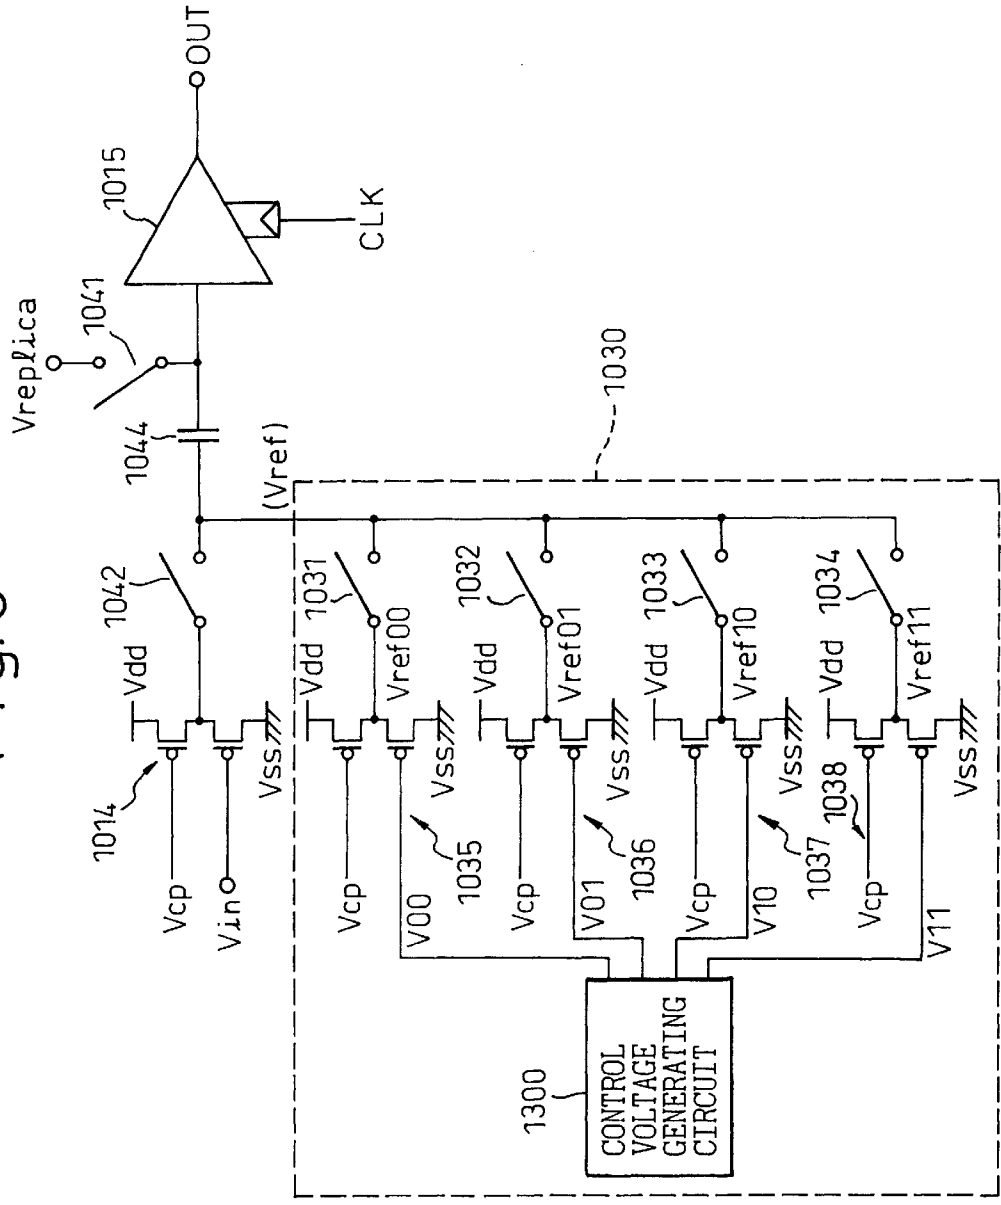 Vreplica
1041
1015
OUT
CLK
1044
(Vref)
1042
Vdd
1014
Vcp
Vin
Vss
1030
1031
Vdd
Vref00
Vcp
V00
Vss
1035
1032
Vdd
Vref01
Vcp
V01
Vss
1036
1033
Vdd
Vref10
Vcp
V10
Vss
1037
1034
Vdd
Vref11
1038
Vcp
V11
Vss
1300
CONTROL
VOLTAGE
GENERATING
CIRCUIT